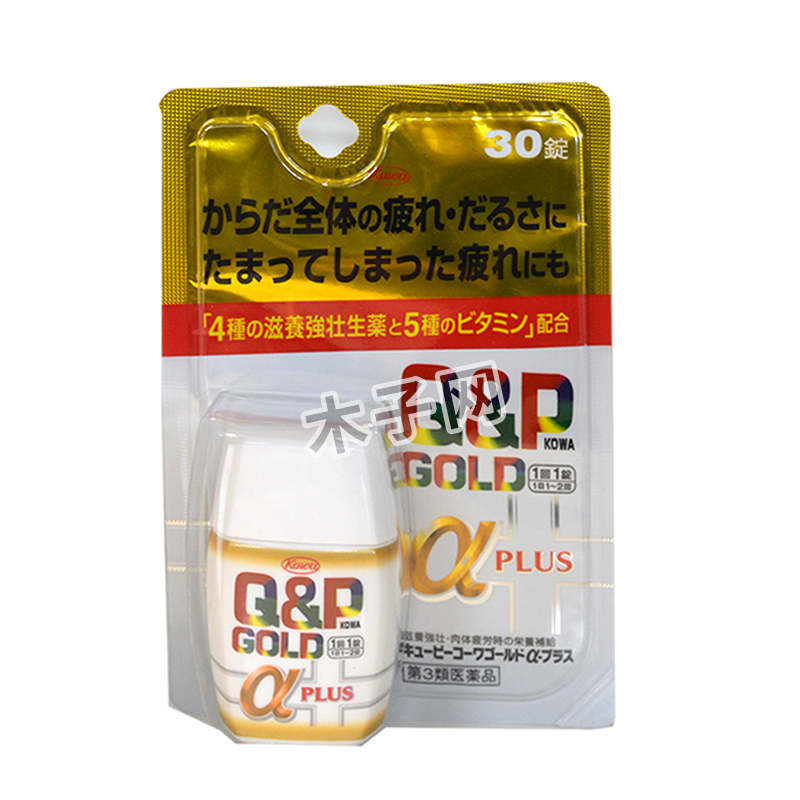 30錠
Kowa
からだ全体の疲れ・だるさに
たまってしまった疲れにも
「4種の滋養強壮生薬と5種のビタミン」配合
木子网
Q&P
KOWA
GOLD
1回1錠
1日1~2回
α PLUS
滋養強壮・肉体疲労時の栄養補給
キューピーコーワゴールドα-プラス
第3類医薬品
Kowa
Q&P
KOWA
GOLD
1回1錠
1日1~2回
α PLUS